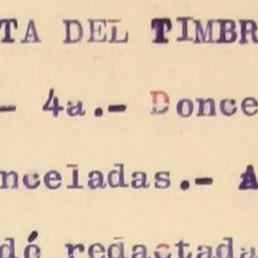 TA DEL TIMBR
- 4a.- Donce
nceladas.- A
dó redactada